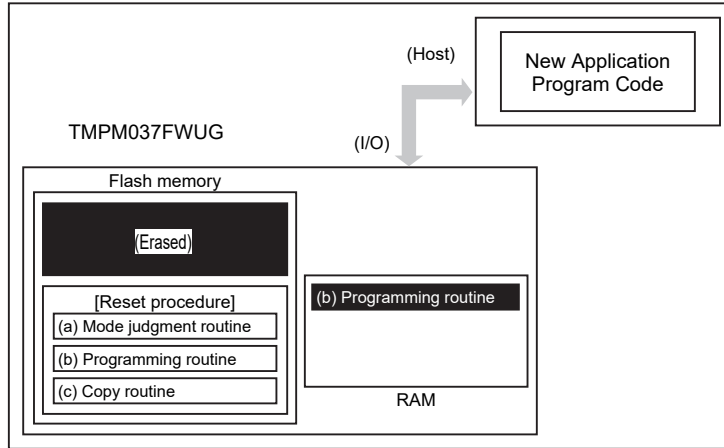 (Host)
New Application
Program Code
TMPM037FWUG
(I/O)
Flash memory
(Erased)
[Reset procedure]
(a) Mode judgment routine
(b) Programming routine
(c) Copy routine
(b) Programming routine
RAM